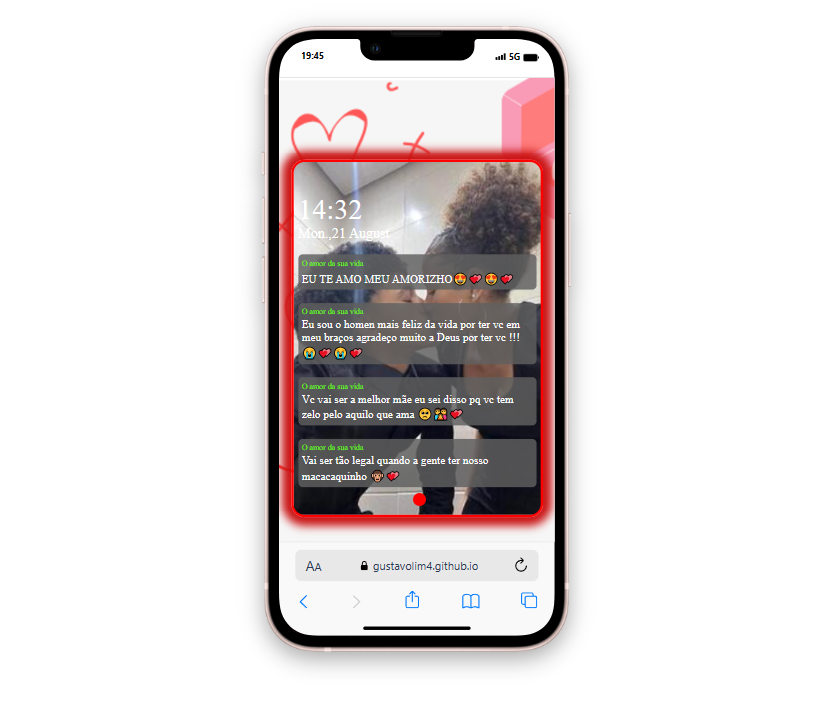 19:45
5G
14:32
Mon.,21 August
O amor da sua vida
EU TE AMO MEU AMORIZHO😍💕😍💕
O amor da sua vida
Eu sou o homen mais feliz da vida por ter vc em
meu braços agradeço muito a Deus por ter vc !!!
😭💕😭💕
O amor da sua vida
Vc vai ser a melhor mãe eu sei disso pq vc tem
zelo pelo aquilo que ama 🥺👫💕
O amor da sua vida
Vai ser tão legal quando a gente ter nosso
macacaquinho 🐵💕
AA gustavolim4.github.io